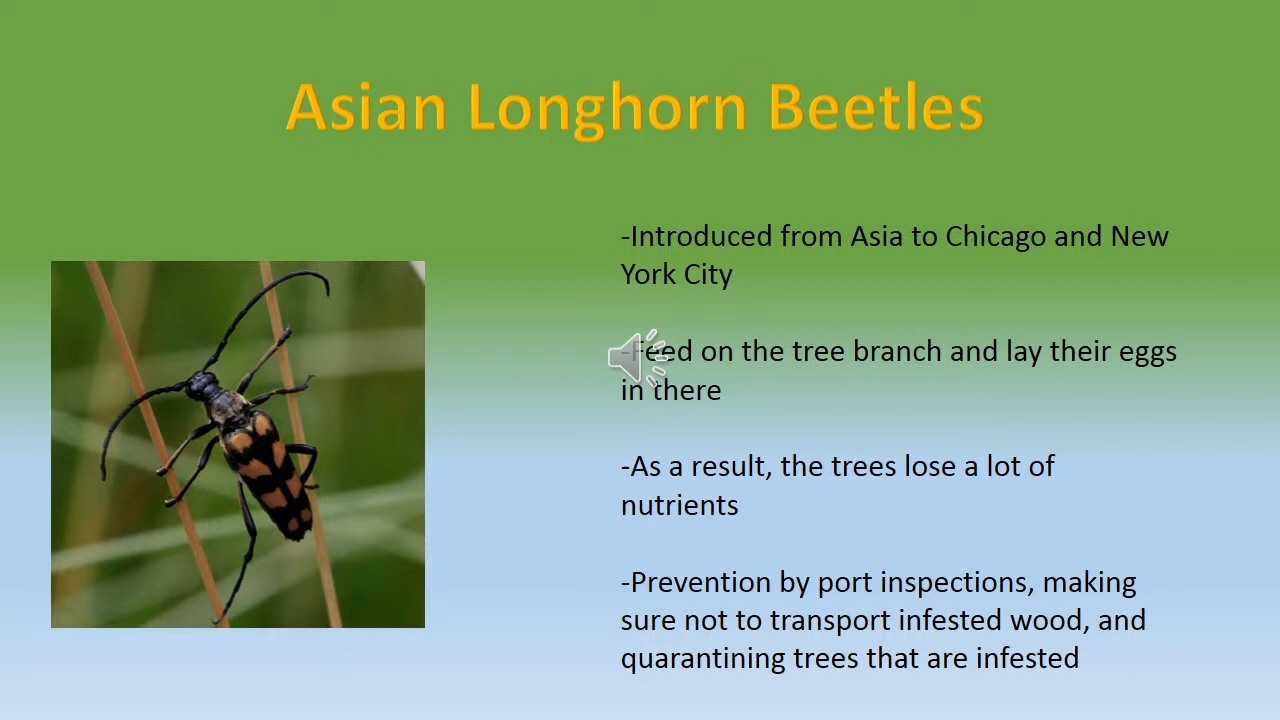 Asian Longhorn Beetles
-Introduced from Asia to Chicago and New
York City
-Feed on the tree branch and lay their eggs
in there
-As a result, the trees lose a lot of
nutrients
-Prevention by port inspections, making
sure not to transport infested wood, and
quarantining trees that are infested